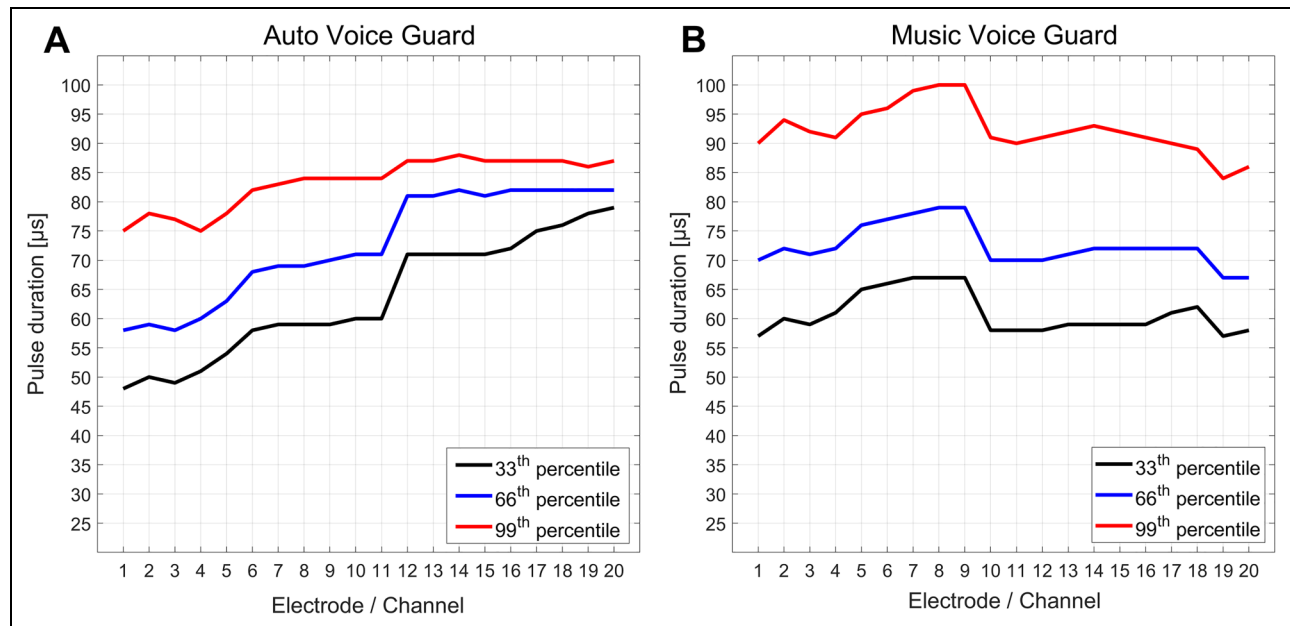 A
Auto Voice Guard
Pulse duration [µs]
100
95
90
85
80
75
70
65
60
55
50
45
40
35
30
25
33th percentile
66th percentile
99th percentile
1 2 3 4 5 6 7 8 9 10 11 12 13 14 15 16 17 18 19 20
Electrode / Channel
B
Music Voice Guard
Pulse duration [µs]
100
95
90
85
80
75
70
65
60
55
50
45
40
35
30
25
33th percentile
66th percentile
99th percentile
1 2 3 4 5 6 7 8 9 10 11 12 13 14 15 16 17 18 19 20
Electrode / Channel